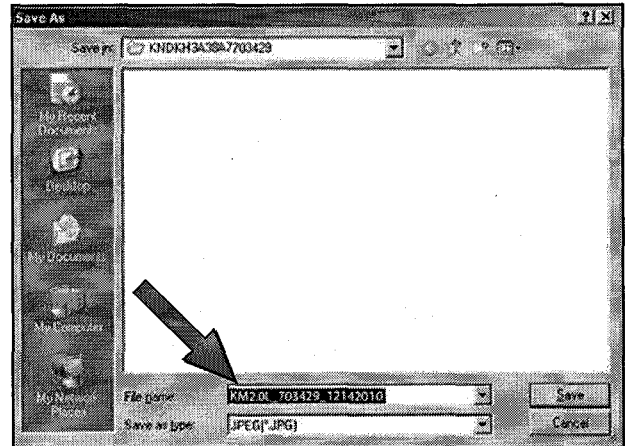 Save As
Save in: KNDKH3A38A7703429
My Recent
Documents
Desktop
My Documents
My Computer
My Network
Places
File name: KM2.0L_703429_12142010 Save
Save as type: JPEG(*.JPG) Cancel